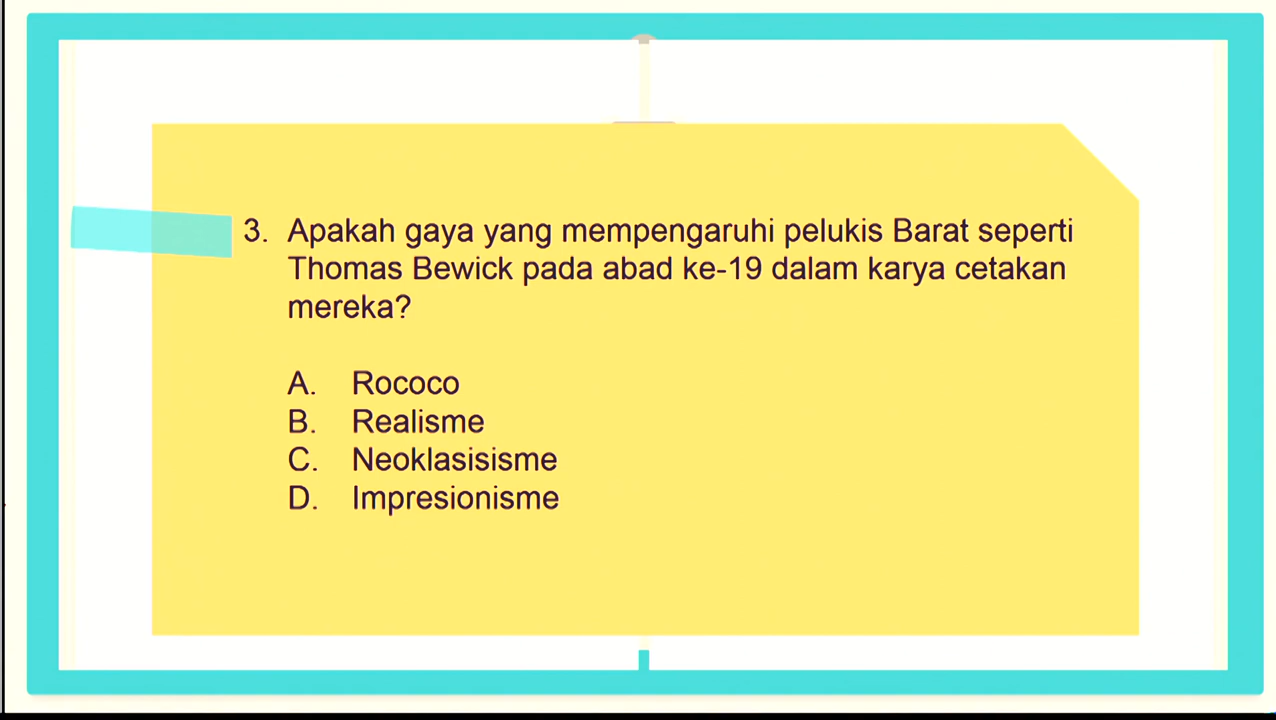 3. Apakah gaya yang mempengaruhi pelukis Barat seperti
Thomas Bewick pada abad ke-19 dalam karya cetakan
mereka?
A. Rococo
B. Realisme
C. Neoklasisisme
D. Impresionisme